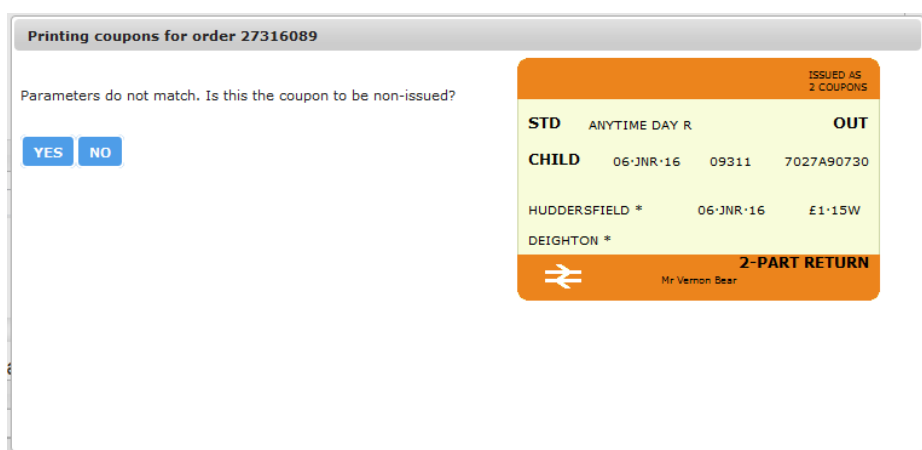 Printing coupons for order 27316089
Parameters do not match. Is this the coupon to be non-issued?
YES NO
ISSUED AS
2 COUPONS
STD ANYTIME DAY R OUT
CHILD 06·JNR·16 09311 7027A90730
HUDDERSFIELD * 06·JNR·16 £1·15W
DEIGHTON *
2-PART RETURN
Mr Vernon Bear